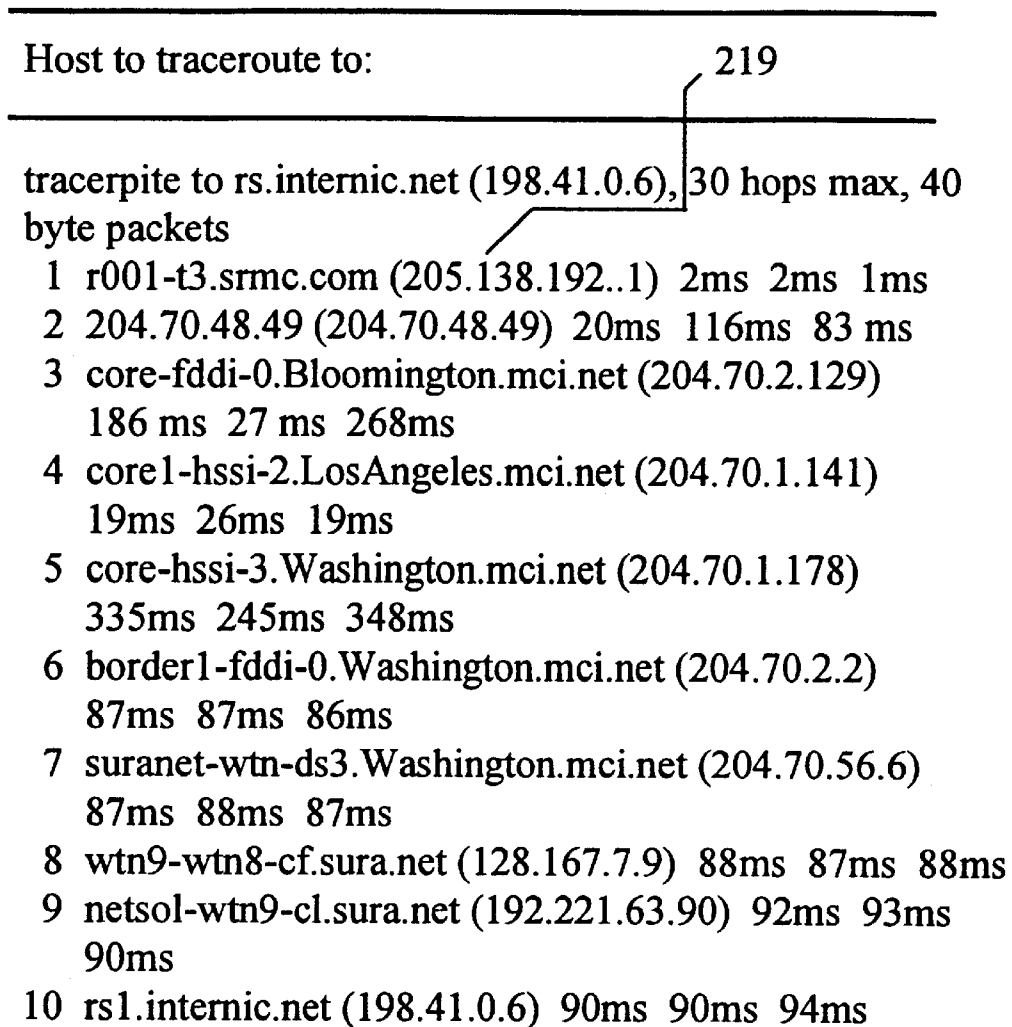 Host to traceroute to: 219
tracerpite to rs.internic.net (198.41.0.6), 30 hops max, 40
byte packets
1 r001-t3.srmc.com (205.138.192..1) 2ms 2ms 1ms
2 204.70.48.49 (204.70.48.49) 20ms 116ms 83 ms
3 core-fddi-0.Bloomington.mci.net (204.70.2.129)
186 ms 27 ms 268ms
4 core1-hssi-2.LosAngeles.mci.net (204.70.1.141)
19ms 26ms 19ms
5 core-hssi-3.Washington.mci.net (204.70.1.178)
335ms 245ms 348ms
6 border1-fddi-0.Washington.mci.net (204.70.2.2)
87ms 87ms 86ms
7 suranet-wtn-ds3.Washington.mci.net (204.70.56.6)
87ms 88ms 87ms
8 wtn9-wtn8-cf.sura.net (128.167.7.9) 88ms 87ms 88ms
9 netsol-wtn9-cl.sura.net (192.221.63.90) 92ms 93ms
90ms
10 rs1.internic.net (198.41.0.6) 90ms 90ms 94ms